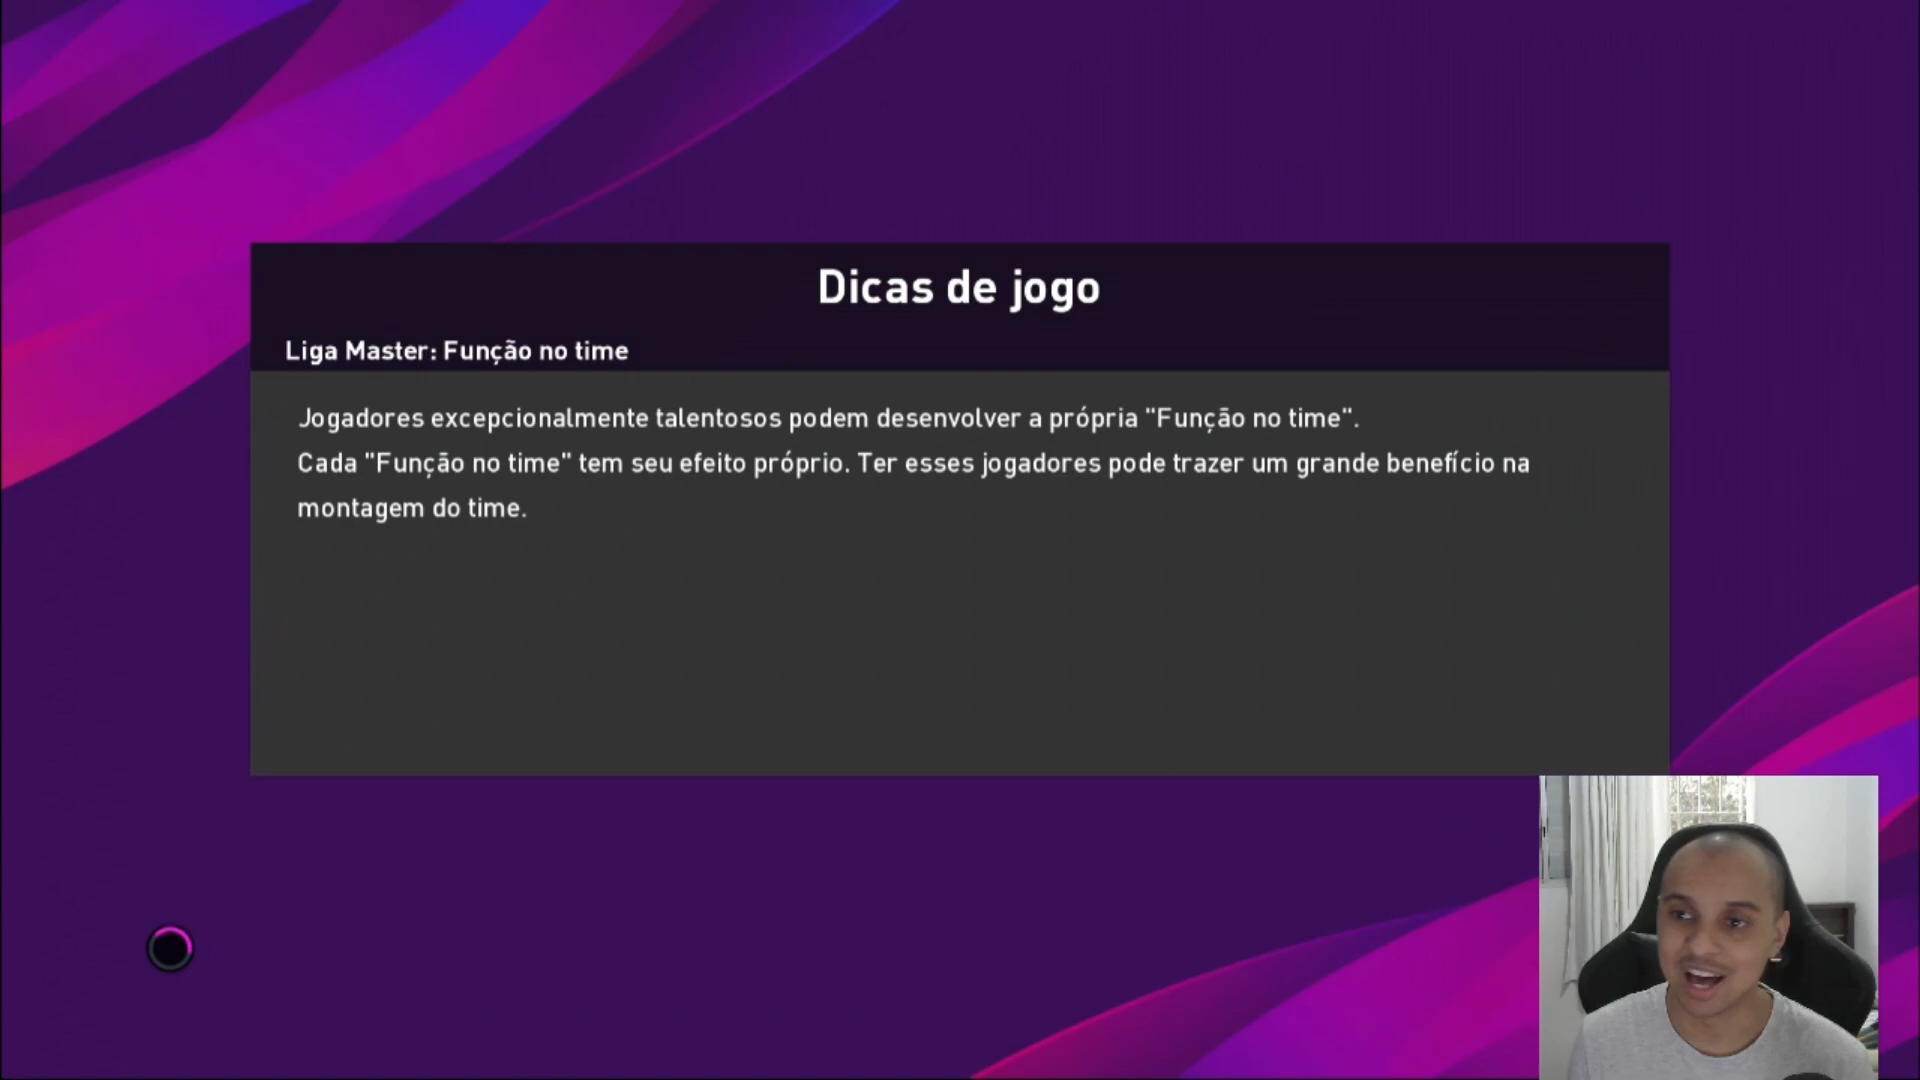 Dicas de jogo
Liga Master: Função no time
Jogadores excepcionalmente talentosos podem desenvolver a própria "Função no time".
Cada "Função no time" tem seu efeito próprio. Ter esses jogadores pode trazer um grande benefício na
montagem do time.